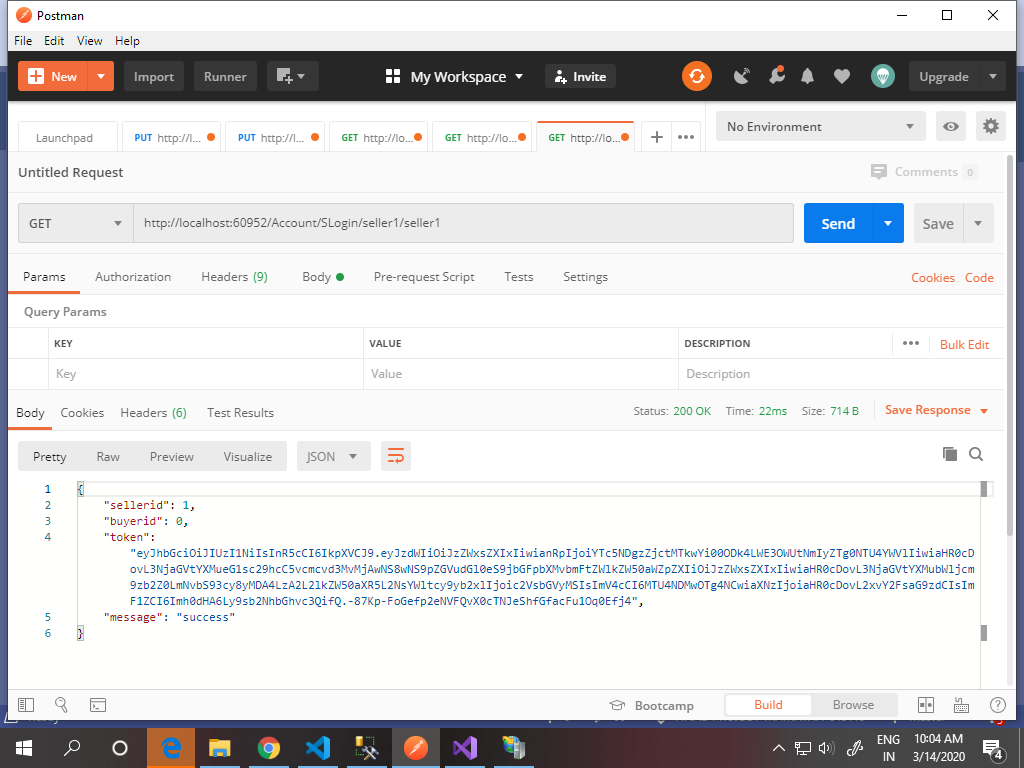 Postman
File Edit View Help
New Import Runner My Workspace Invite Upgrade
Launchpad PUT http://l... PUT http://l... GET http://lo... GET http://lo... GET http://lo... + ••• No Environment
Untitled Request Comments 0
GET http://localhost:60952/Account/SLogin/seller1/seller1 Send Save
Params Authorization Headers (9) Body Pre-request Script Tests Settings Cookies Code
Query Params
KEY VALUE DESCRIPTION ••• Bulk Edit
Key Value Description
Body Cookies Headers (6) Test Results Status: 200 OK Time: 22ms Size: 714 B Save Response
Pretty Raw Preview Visualize JSON
1 {
2 "sellerid": 1,
3 "buyerid": 0,
4 "token":
"eyJhbGciOiJIUzI1NiIsInR5cCI6IkpXVCJ9.eyJzdWIiOiJzZWxsZXIxIiwianRpIjoiYTc5NDgzZjctMTkwYi00ODk4LWE3OWUtNmIyZTg0NTU4YWVlIiwiaHR0cD
ovL3NjaGVtYXMueG1sc29hcC5vcmcvd3MvMjAwNS8wNS9pZGVudGl0eS9jbGFpbXMvbmFtZWlkZW50aWZpZXIiOiJzZWxsZXIxIiwiaHR0cDovL3NjaGVtYXMubWljcm
9zb2Z0LmNvbS93cy8yMDA4LzA2L2lkZW50aXR5L2NsYWltcy9yb2xlIjoic2VsbGVyMSIsImV4cCI6MTU4NDMwOTg4NCwiaXNzIjoiaHR0cDovL2xvY2FsaG9zdCIsIm
F1ZCI6Imh0dHA6Ly9sb2NhbGhvc3QifQ.-87Kp-FoGefp2eNVFQvX0cTNJeShfGfacFu1Oq0Efj4",
5 "message": "success"
6 }
Bootcamp Build Browse
ENG 10:04 AM
IN 3/14/2020 4